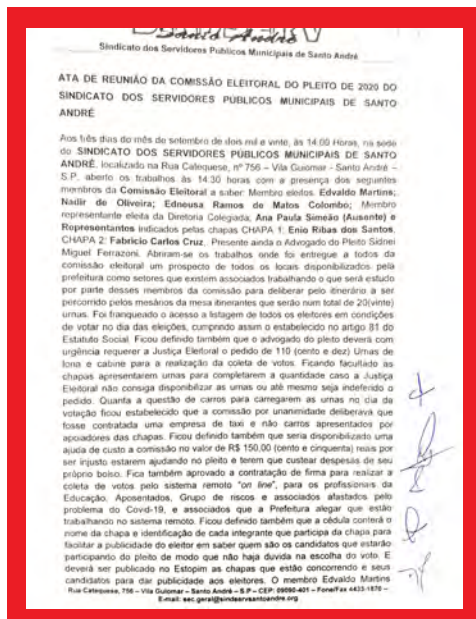 Santo André
Sindicato dos Servidores Públicos Municipais de Santo André
ATA DE REUNIÃO DA COMISSÃO ELEITORAL DO PLEITO DE 2020 DO
SINDICATO DOS SERVIDORES PÚBLICOS MUNICIPAIS DE SANTO
ANDRÉ
Aos três dias do mês de setembro de dois mil e vinte, às 14:00 Horas, na sede
do SINDICATO DOS SERVIDORES PÚBLICOS MUNICIPAIS DE SANTO
ANDRÉ, localizado na Rua Catequese, nº 756 – Vila Guiomar - Santo André –
S.P. aberto os trabalhos às 14:30 horas com a presença dos seguintes
membros da Comissão Eleitoral a saber: Membro eleitos. Edvaldo Martins;
Nadir de Oliveira; Edneusa Ramos de Matos Colombo; Membro
representante eleita da Diretoria Colegiada; Ana Paula Simeão (Ausente) e
Representantes indicados pelas chapas CHAPA 1: Enio Ribas dos Santos,
CHAPA 2: Fabricio Carlos Cruz. Presente ainda o Advogado do Pleito Sidnei
Miguel Ferrazoni. Abriram-se os trabalhos onde foi entregue a todos da
comissão eleitoral um prospecto de todos os locais disponibilizados pela
prefeitura como setores que existem associados trabalhando o que será estudo
por parte desses membros da comissão para deliberar pelo itinerário a ser
percorrido pelos mesários da mesa itinerantes que serão num total de 20(vinte)
urnas. Foi franqueado o acesso a listagem de todos os eleitores em condições
de votar no dia das eleições, cumprindo assim o estabelecido no artigo 81 do
Estatuto Social. Ficou definido também que o advogado do pleito deverá com
urgência requerer a Justiça Eleitoral o pedido de 110 (cento e dez) Urnas de
lona e cabine para a realização da coleta de votos. Ficando facultado as
chapas apresentarem urnas para completarem a quantidade caso a Justiça
Eleitoral não consiga disponibilizar as urnas ou até mesmo seja indeferido o
pedido. Quanta a questão de carros para carregarem as urnas no dia da
votação ficou estabelecido que a comissão por unanimidade deliberava que
fosse contratada uma empresa de taxi e não carros apresentados por
apoiadores das chapas. Ficou definido também que seria disponibilizado uma
ajuda de custo a comissão no valor de R$ 150,00 (cento e cinquenta) reais por
ser injusto estarem ajudando no pleito e terem que custear despesas de seu
próprio bolso. Fica também aprovado a contratação de firma para realizar a
coleta de votos pelo sistema remoto "on line", para os profissionais da
Educação, Aposentados, Grupo de riscos e associados afastados pelo
problema do Covid-19, e associados que a Prefeitura alegar que estão
trabalhando no sistema remoto. Ficou definido também que a cédula conterá o
nome da chapa e identificação de cada integrante que participa da chapa para
facilitar a publicidade do eleitor em saber quem são os candidatos que estarão
participando do pleito de modo que não haja duvida na escolha do voto. E
deverá ser publicado no Estopim as chapas que estão concorrendo e seus
candidatos para dar publicidade aos eleitores. O membro Edvaldo Martins
Rua Catequese, 756 – Vila Guiomar – Santo André – S.P – CEP: 09090-401 – Fone/Fax 4433-1870 –
E-mail: sec.geral@sindservsantoandre.org